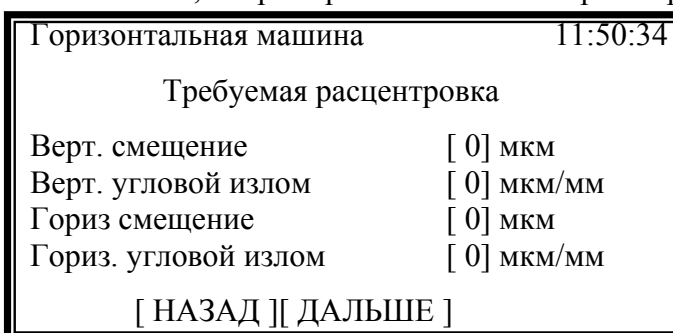 Горизонтальная машина 11:50:34
Требуемая расцентровка
Верт. смещение [ 0] мкм
Верт. угловой излом [ 0] мкм/мм
Гориз смещение [ 0] мкм
Гориз. угловой излом [ 0] мкм/мм
[ НАЗАД ][ ДАЛЬШЕ ]